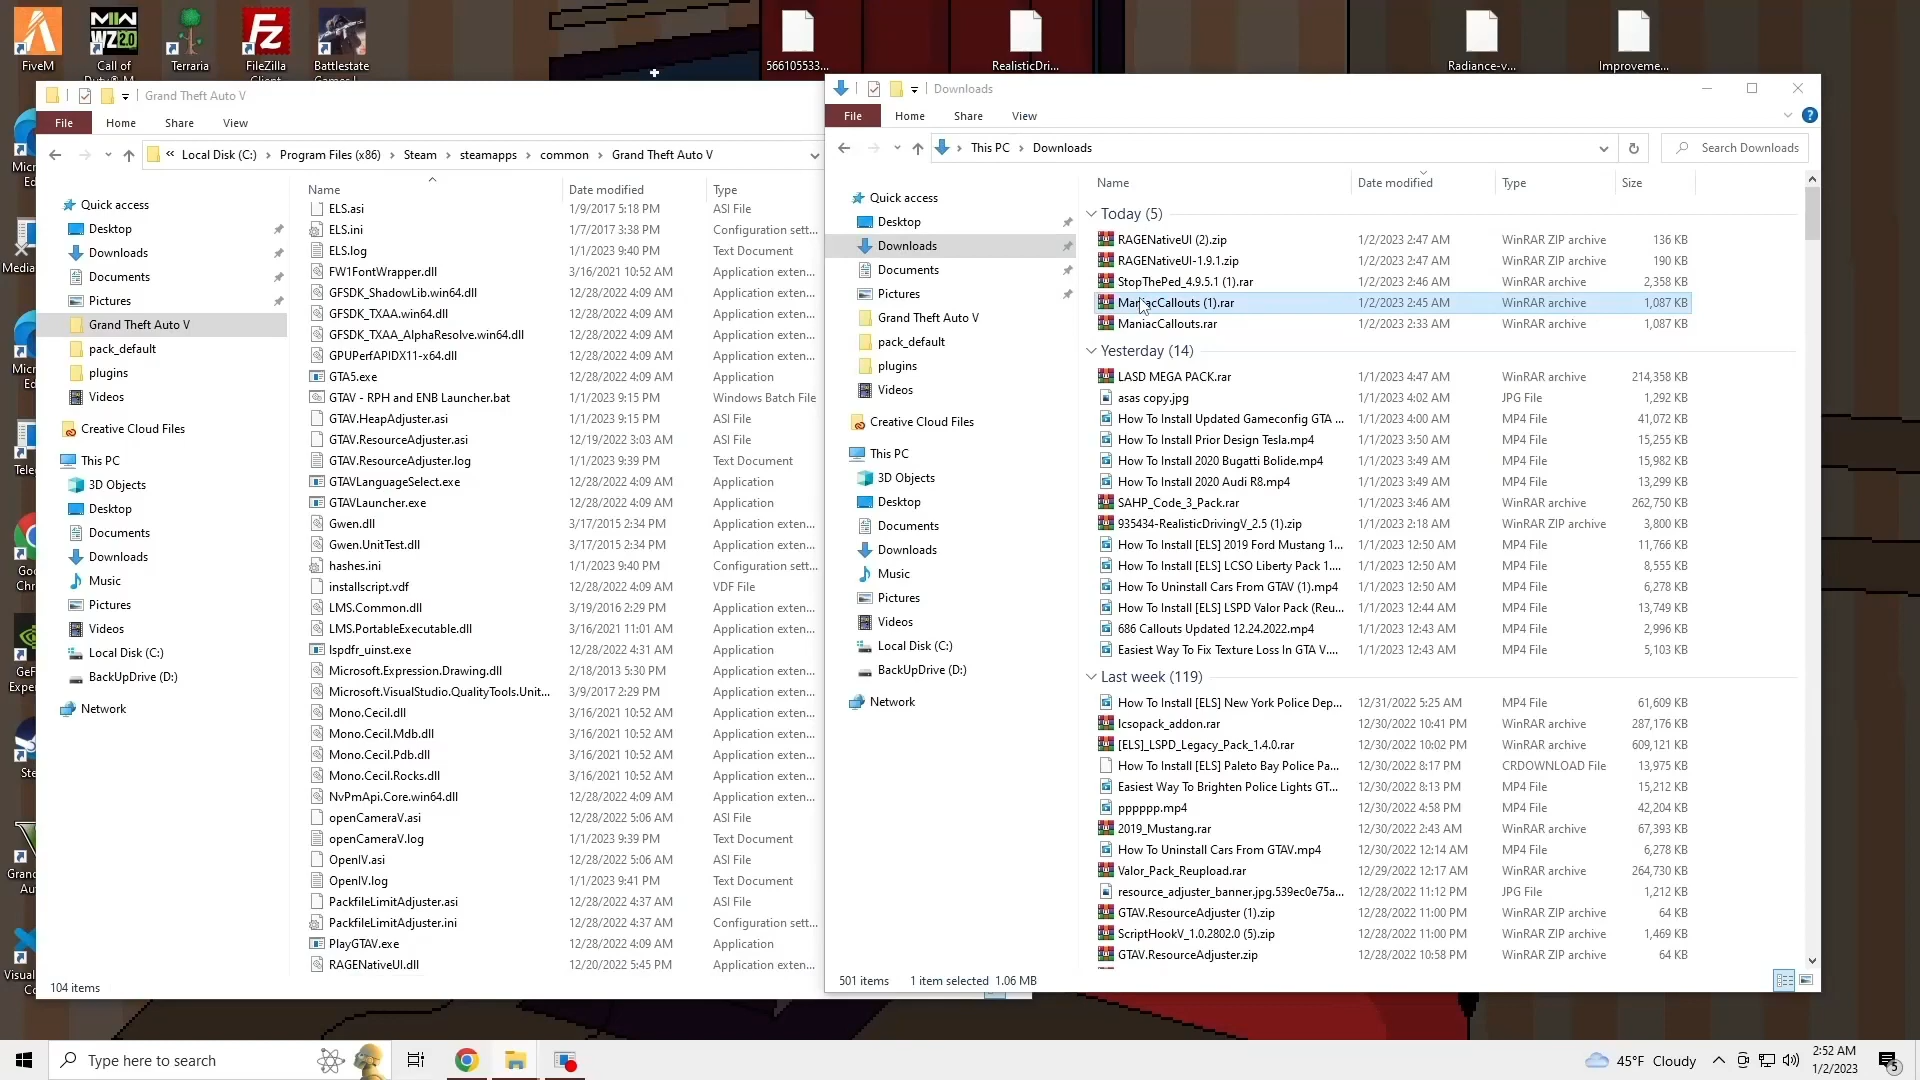 FiveM
Call of
Terraria
FileZilla
Client
Battlestate
566105533...
RealisticDri...
Radiance-v...
Improveme...
Grand Theft Auto V
File Home Share View
Local Disk (C:) › Program Files (x86) › Steam › steamapps › common › Grand Theft Auto V
Name Date modified Type
Quick access
Desktop
Downloads
Documents
Pictures
Grand Theft Auto V
pack_default
plugins
Videos
Creative Cloud Files
This PC
3D Objects
Desktop
Documents
Downloads
Music
Pictures
Videos
Local Disk (C:)
BackUpDrive (D:)
Network
ELS.asi 1/9/2017 5:18 PM ASI File
ELS.ini 1/7/2017 3:38 PM Configuration sett...
ELS.log 1/1/2023 9:40 PM Text Document
FW1FontWrapper.dll 3/16/2021 10:52 AM Application exten...
GFSDK_ShadowLib.win64.dll 12/28/2022 4:09 AM Application exten...
GFSDK_TXAA.win64.dll 12/28/2022 4:09 AM Application exten...
GFSDK_TXAA_AlphaResolve.win64.dll 12/28/2022 4:09 AM Application exten...
GPUPerfAPIDX11-x64.dll 12/28/2022 4:09 AM Application exten...
GTA5.exe 12/28/2022 4:09 AM Application
GTAV - RPH and ENB Launcher.bat 1/1/2023 9:15 PM Windows Batch File
GTAV.HeapAdjuster.asi 1/1/2023 9:15 PM ASI File
GTAV.ResourceAdjuster.asi 12/19/2022 3:03 AM ASI File
GTAV.ResourceAdjuster.log 1/1/2023 9:39 PM Text Document
GTAVLanguageSelect.exe 12/28/2022 4:09 AM Application
GTAVLauncher.exe 12/28/2022 4:09 AM Application
Gwen.dll 3/17/2015 2:34 PM Application exten...
Gwen.UnitTest.dll 3/17/2015 2:34 PM Application exten...
hashes.ini 1/1/2023 9:40 PM Configuration sett...
installscript.vdf 12/28/2022 4:09 AM VDF File
LMS.Common.dll 3/19/2016 2:29 PM Application exten...
LMS.PortableExecutable.dll 3/16/2021 11:01 AM Application exten...
lspdfr_uinst.exe 12/28/2022 4:31 AM Application
Microsoft.Expression.Drawing.dll 2/18/2013 5:30 PM Application exten...
Microsoft.VisualStudio.QualityTools.Unit... 3/9/2017 2:29 PM Application exten...
Mono.Cecil.dll 3/16/2021 10:52 AM Application exten...
Mono.Cecil.Mdb.dll 3/16/2021 10:52 AM Application exten...
Mono.Cecil.Pdb.dll 3/16/2021 10:52 AM Application exten...
Mono.Cecil.Rocks.dll 3/16/2021 10:52 AM Application exten...
NvPmApi.Core.win64.dll 12/28/2022 4:09 AM Application exten...
openCameraV.asi 12/28/2022 5:06 AM ASI File
openCameraV.log 1/1/2023 9:39 PM Text Document
OpenIV.asi 12/28/2022 5:06 AM ASI File
OpenIV.log 1/1/2023 9:41 PM Text Document
PackfileLimitAdjuster.asi 12/28/2022 4:37 AM ASI File
PackfileLimitAdjuster.ini 12/28/2022 4:37 AM Configuration sett...
PlayGTAV.exe 12/28/2022 4:09 AM Application
RAGENativeUI.dll 12/20/2022 5:45 PM Application exten...
104 items
Downloads
File Home Share View
This PC › Downloads
Search Downloads
Name Date modified Type Size
Quick access
Desktop
Downloads
Documents
Pictures
Grand Theft Auto V
pack_default
plugins
Videos
Creative Cloud Files
This PC
3D Objects
Desktop
Documents
Downloads
Music
Pictures
Videos
Local Disk (C:)
BackUpDrive (D:)
Network
Today (5)
RAGENativeUI (2).zip 1/2/2023 2:47 AM WinRAR ZIP archive 136 KB
RAGENativeUI-1.9.1.zip 1/2/2023 2:47 AM WinRAR ZIP archive 190 KB
StopThePed_4.9.5.1 (1).rar 1/2/2023 2:46 AM WinRAR archive 2,358 KB
ManiacCallouts (1).rar 1/2/2023 2:45 AM WinRAR archive 1,087 KB
ManiacCallouts.rar 1/2/2023 2:33 AM WinRAR archive 1,087 KB
Yesterday (14)
LASD MEGA PACK.rar 1/1/2023 4:47 AM WinRAR archive 214,358 KB
asas copy.jpg 1/1/2023 4:02 AM JPG File 1,292 KB
How To Install Updated Gameconfig GTA ... 1/1/2023 4:00 AM MP4 File 41,072 KB
How To Install Prior Design Tesla.mp4 1/1/2023 3:50 AM MP4 File 15,255 KB
How To Install 2020 Bugatti Bolide.mp4 1/1/2023 3:49 AM MP4 File 15,982 KB
How To Install 2020 Audi R8.mp4 1/1/2023 3:49 AM MP4 File 13,299 KB
SAHP_Code_3_Pack.rar 1/1/2023 3:46 AM WinRAR archive 262,750 KB
935434-RealisticDrivingV_2.5 (1).zip 1/1/2023 2:18 AM WinRAR ZIP archive 3,800 KB
How To Install [ELS] 2019 Ford Mustang 1... 1/1/2023 12:50 AM MP4 File 11,766 KB
How To Install [ELS] LCSO Liberty Pack 1.... 1/1/2023 12:50 AM MP4 File 8,555 KB
How To Uninstall Cars From GTAV (1).mp4 1/1/2023 12:50 AM MP4 File 6,278 KB
How To Install [ELS] LSPD Valor Pack (Reu... 1/1/2023 12:44 AM MP4 File 13,749 KB
686 Callouts Updated 12.24.2022.mp4 1/1/2023 12:43 AM MP4 File 2,996 KB
Easiest Way To Fix Texture Loss In GTA V.... 1/1/2023 12:43 AM MP4 File 5,103 KB
Last week (119)
How To Install [ELS] New York Police Dep... 12/31/2022 5:25 AM MP4 File 61,609 KB
lcsopack_addon.rar 12/30/2022 10:41 PM WinRAR archive 287,176 KB
[ELS]_LSPD_Legacy_Pack_1.4.0.rar 12/30/2022 10:02 PM WinRAR archive 609,121 KB
How To Install [ELS] Paleto Bay Police Pa... 12/30/2022 8:17 PM CRDOWNLOAD File 13,975 KB
Easiest Way To Brighten Police Lights GT... 12/30/2022 8:13 PM MP4 File 15,212 KB
pppppp.mp4 12/30/2022 4:58 PM MP4 File 42,204 KB
2019_Mustang.rar 12/30/2022 2:43 AM WinRAR archive 67,393 KB
How To Uninstall Cars From GTAV.mp4 12/30/2022 12:14 AM MP4 File 6,278 KB
Valor_Pack_Reupload.rar 12/29/2022 12:17 AM WinRAR archive 264,730 KB
resource_adjuster_banner.jpg.539ec0e75a... 12/28/2022 11:12 PM JPG File 1,212 KB
GTAV.ResourceAdjuster (1).zip 12/28/2022 11:00 PM WinRAR ZIP archive 64 KB
ScriptHookV_1.0.2802.0 (5).zip 12/28/2022 11:00 PM WinRAR ZIP archive 1,469 KB
GTAV.ResourceAdjuster.zip 12/28/2022 10:58 PM WinRAR ZIP archive 64 KB
501 items 1 item selected 1.06 MB
Type here to search
45°F Cloudy
2:52 AM
1/2/2023
5